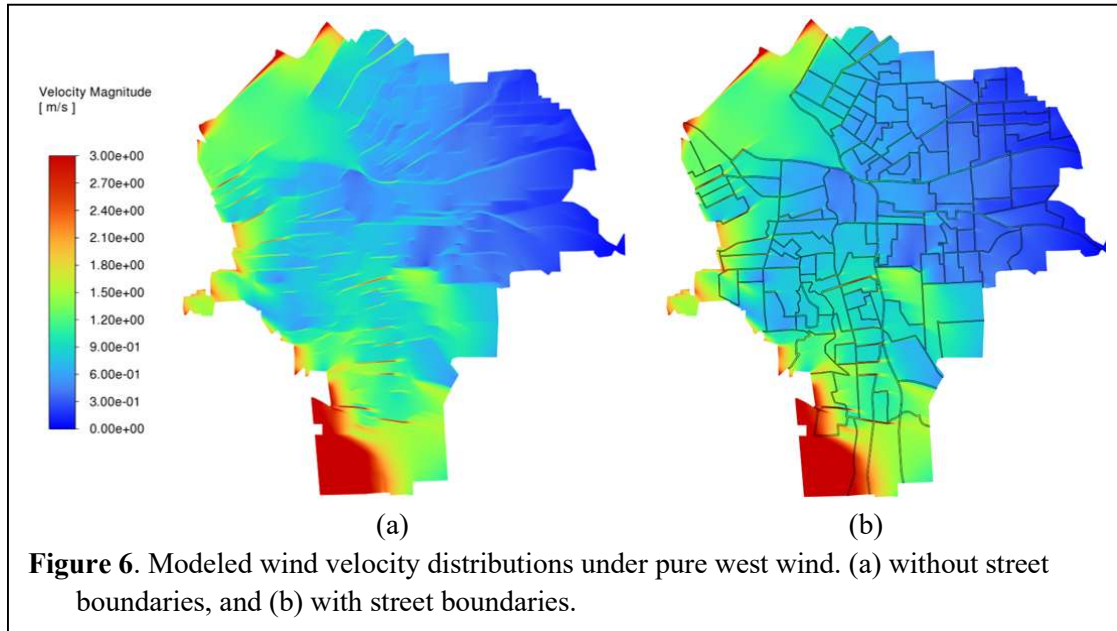 Velocity Magnitude
[ m/s ]
3.00e+00
2.70e+00
2.40e+00
2.10e+00
1.80e+00
1.50e+00
1.20e+00
9.00e-01
6.00e-01
3.00e-01
0.00e+00
(a) (b)
Figure 6. Modeled wind velocity distributions under pure west wind. (a) without street
boundaries, and (b) with street boundaries.